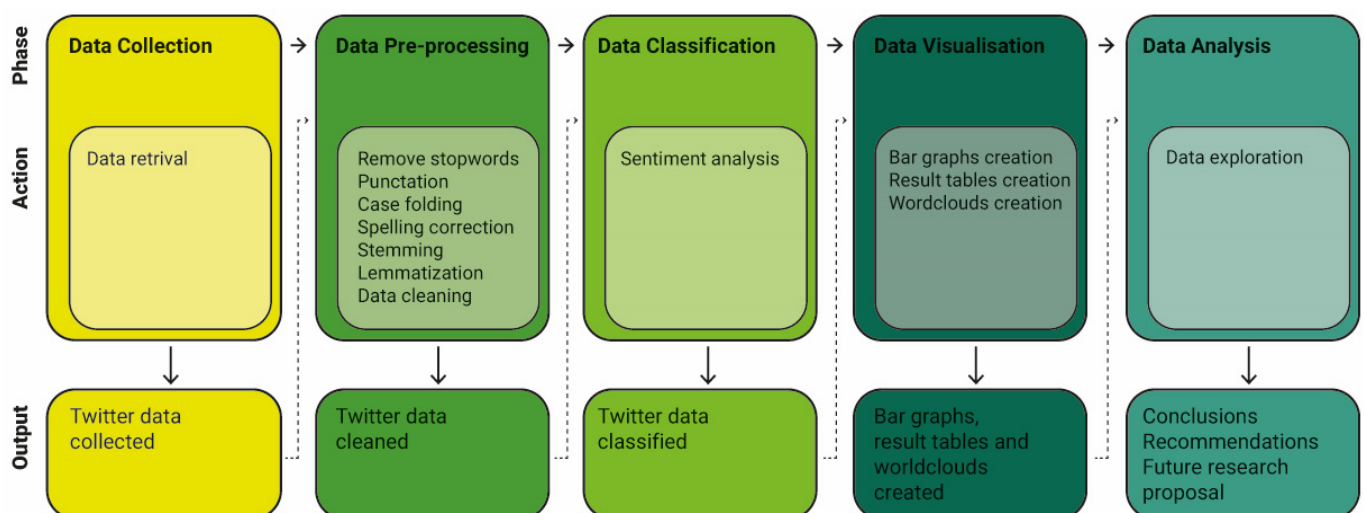 Phase
Data Collection
Data Pre-processing
Data Classification
Data Visualisation
Data Analysis
Action
Data retrival
Remove stopwords
Punctation
Case folding
Spelling correction
Stemming
Lemmatization
Data cleaning
Sentiment analysis
Bar graphs creation
Result tables creation
Wordclouds creation
Data exploration
Output
Twitter data
collected
Twitter data
cleaned
Twitter data
classified
Bar graphs,
result tables and
worldclouds
created
Conclusions
Recommendations
Future research
proposal